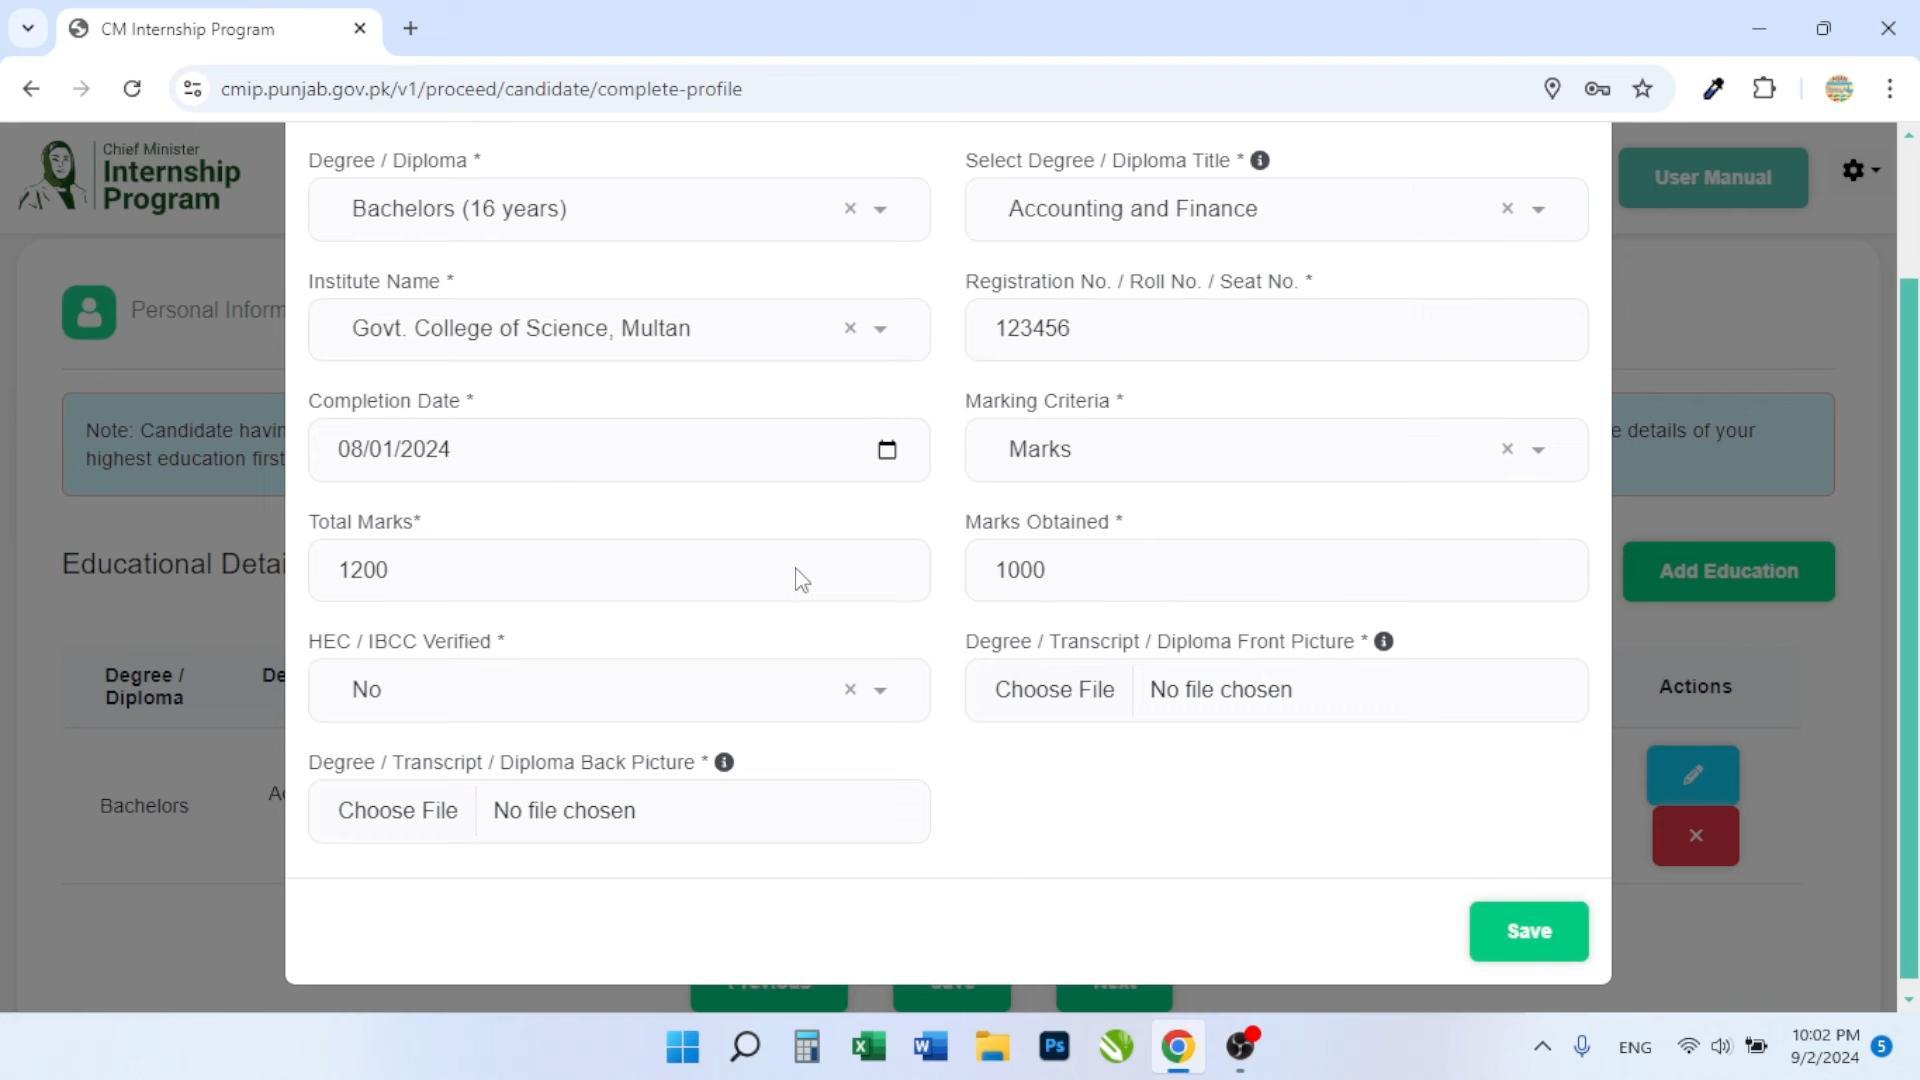 CM Internship Program
cmip.punjab.gov.pk/v1/proceed/candidate/complete-profile
Chief Minister
Internship
Program
User Manual
Personal Inform
Note: Candidate havin
highest education first
e details of your
Educational Detai
Add Education
Degree /
Diploma
De
Actions
Bachelors
Degree / Diploma *
Bachelors (16 years)
Select Degree / Diploma Title *
Accounting and Finance
Institute Name *
Govt. College of Science, Multan
Registration No. / Roll No. / Seat No. *
123456
Completion Date *
08/01/2024
Marking Criteria *
Marks
Total Marks*
1200
Marks Obtained *
1000
HEC / IBCC Verified *
No
Degree / Transcript / Diploma Front Picture *
Choose File No file chosen
Degree / Transcript / Diploma Back Picture *
Choose File No file chosen
Save
Ps
ENG
10:02 PM
9/2/2024
5